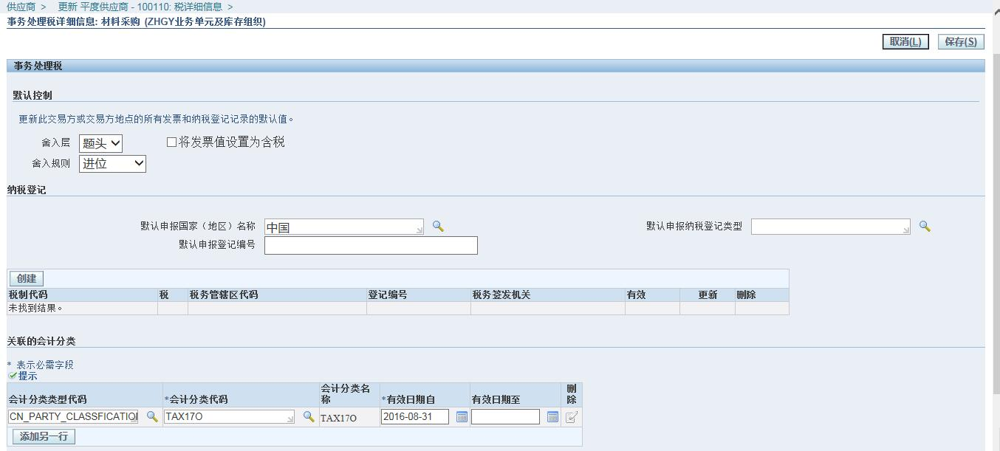 供应商 > 更新 平度供应商 - 100110: 税详细信息 >
事务处理税详细信息: 材料采购 (ZHGY业务单元及库存组织)
取消(L) 保存(S)
事务处理税
默认控制
更新此交易方或交易方地点的所有发票和纳税登记记录的默认值。
舍入层 题头 将发票值设置为含税
舍入规则 进位
纳税登记
默认申报国家（地区）名称 中国 默认申报纳税登记类型
默认申报登记编号
创建
税制代码 税 税务管辖区代码 登记编号 税务签发机关 有效 更新 删除
未找到结果。
关联的会计分类
* 表示必需字段
提示
会计分类类型代码 *会计分类代码 会计分类名称 *有效日期自 有效日期至 删除
CN_PARTY_CLASSFICATION TAX17O TAX17O 2016-08-31
添加另一行